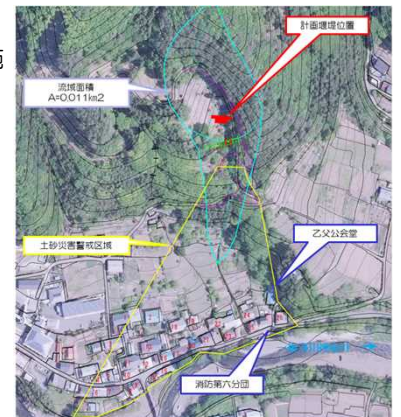 計画堰堤位置
流域面積
A=0.011km2
土砂災害警戒区域
乙父公会堂
消防第六分団